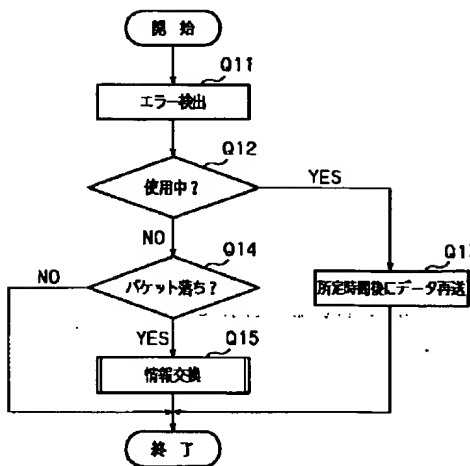 開始
Q11
エラー検出
Q12
使用中?
YES
NO
Q14
NO
パケット落ち?
所定時間後にデータ再送
YES
Q15
情報交換
終了